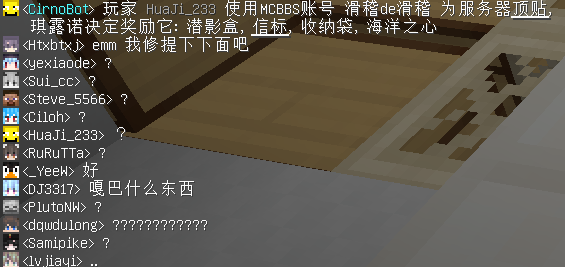 <CirnoBot> 玩家 HuaJi_233 使用MCBBS账号 滑稽de滑稽 为服务器顶贴,
琪露诺决定奖励它: 潜影盒, 信标, 收纳袋, 海洋之心
<Htxbtxj> emm 我修提下下面吧
<yexiaode> ?
<Sui_cc> ?
<Steve_5566> ?
<Ciloh> ?
<HuaJi_233> ?
<RuRuTTa> ?
<_YeeW> 好
<DJ3317> 嘎巴什么东西
<PlutoNW> ?
<dqwdulong> ????????????
<Samipike> ?
<lvjiayi> ..